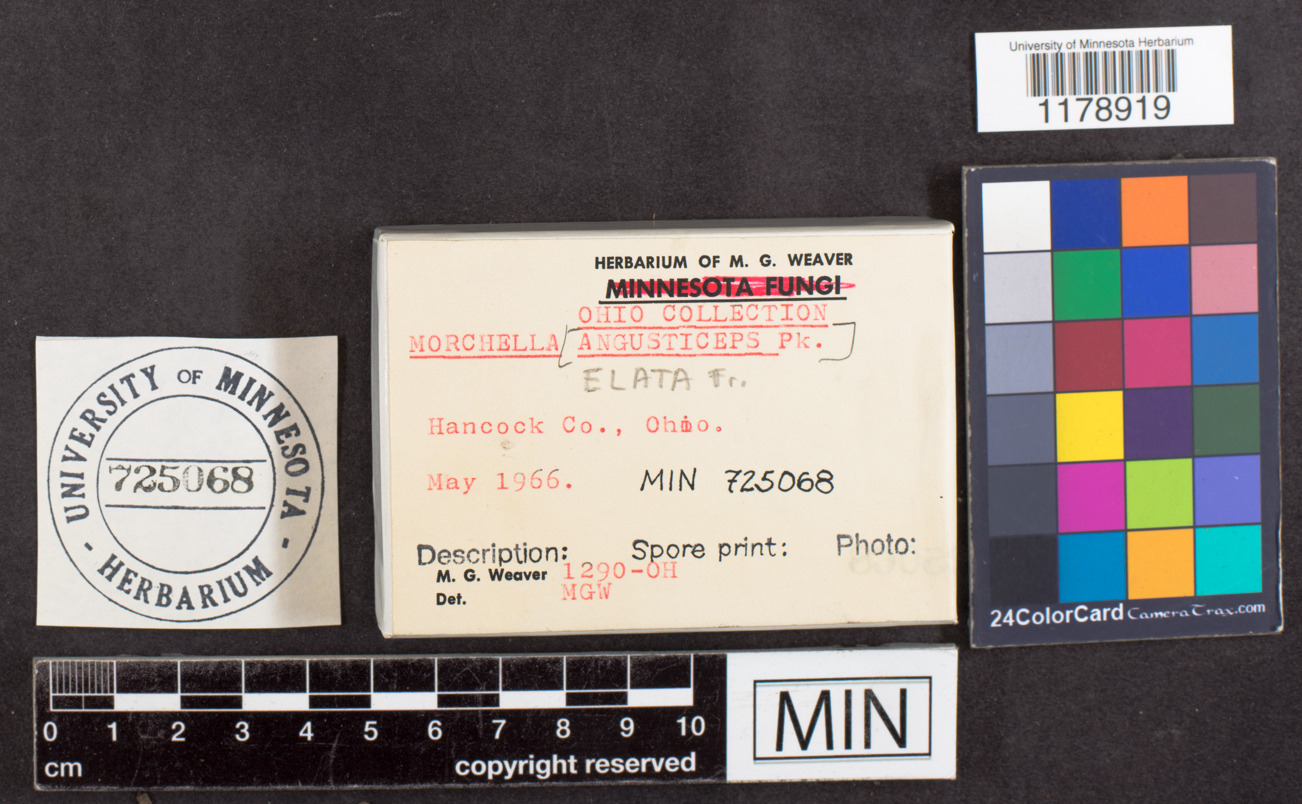 University of Minnesota Herbarium
1178919
HERBARIUM OF M. G. WEAVER
MINNESOTA FUNGI
OHIO COLLECTION
MORCHELLA [ANGUSTICEPS Pk.]
ELATA Fr.
Hancock Co., Ohio.
May 1966. MIN 725068
Description: Spore print: Photo:
M. G. Weaver 1290-OH
Det. MGW
UNIVERSITY OF MINNESOTA
725068
- HERBARIUM -
24ColorCard CameraTrax.com
0 1 2 3 4 5 6 7 8 9 10
cm copyright reserved
MIN